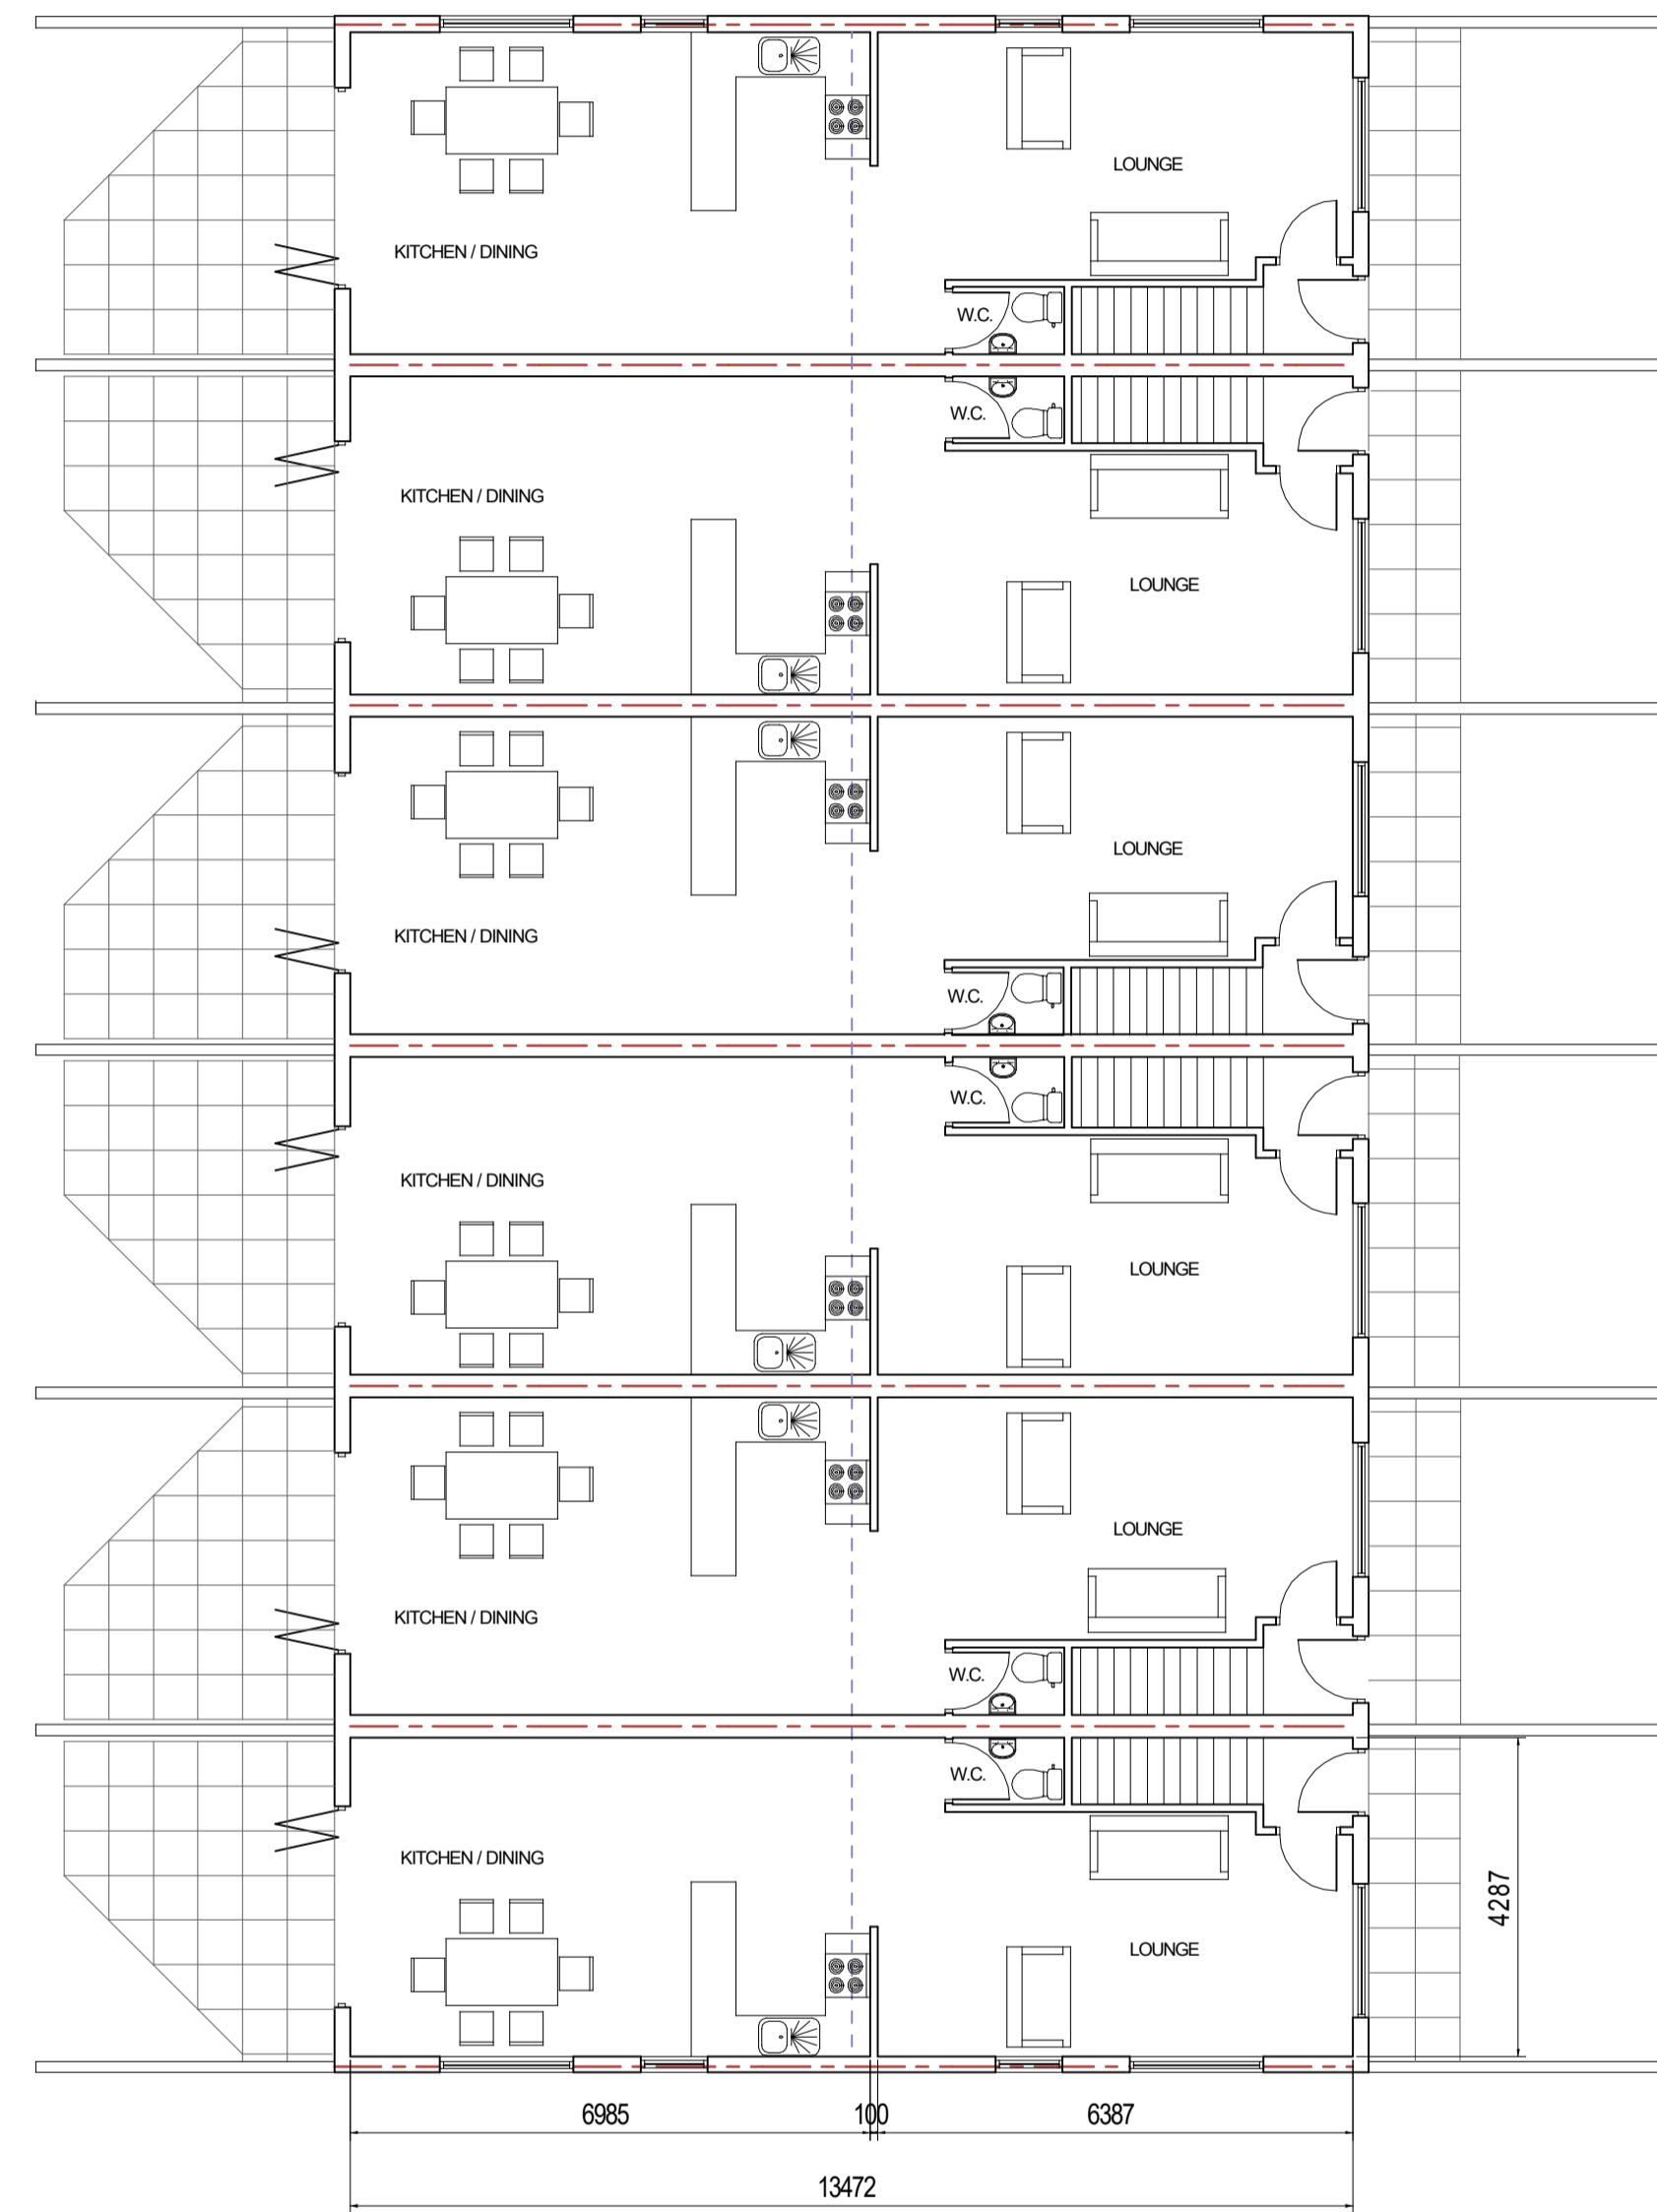 LOUNGE
KITCHEN / DINING
W.C.
W.C.
KITCHEN / DINING
LOUNGE
LOUNGE
KITCHEN / DINING
W.C.
W.C.
KITCHEN / DINING
LOUNGE
LOUNGE
KITCHEN / DINING
W.C.
W.C.
KITCHEN / DINING
4287
LOUNGE
6985 100 6387
13472